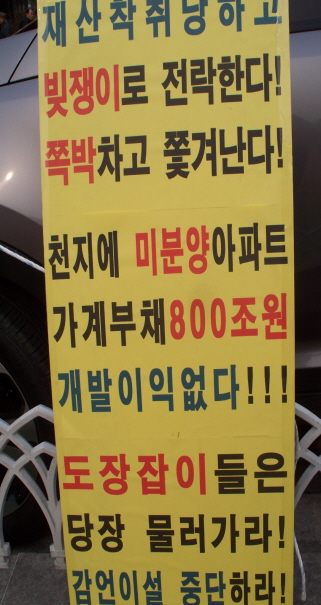 재산착취당하고
빚쟁이로 전락한다!
쪽박차고 쫓겨난다!
천지에 미분양아파트
가계부채800조원
개발이익없다!!!
도장잡이들은
당장 물러가라!
감언이설 중단하라!